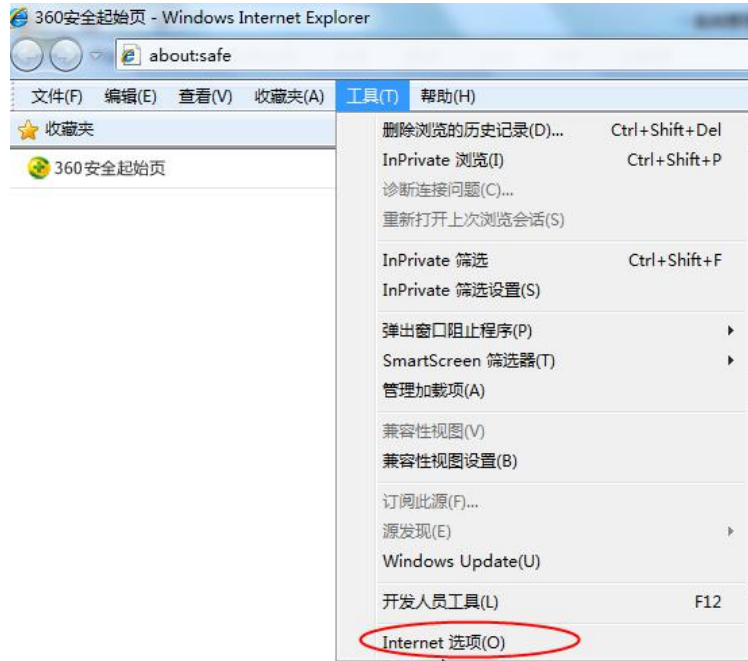 360安全起始页 - Windows Internet Explorer
about:safe
文件(F) 编辑(E) 查看(V) 收藏夹(A) 工具(T) 帮助(H)
收藏夹
360安全起始页
删除浏览的历史记录(D)... Ctrl+Shift+Del
InPrivate 浏览(I) Ctrl+Shift+P
诊断连接问题(C)...
重新打开上次浏览会话(S)
InPrivate 筛选 Ctrl+Shift+F
InPrivate 筛选设置(S)
弹出窗口阻止程序(P)
SmartScreen 筛选器(T)
管理加载项(A)
兼容性视图(V)
兼容性视图设置(B)
订阅此源(F)...
源发现(E)
Windows Update(U)
开发人员工具(L) F12
Internet 选项(O)